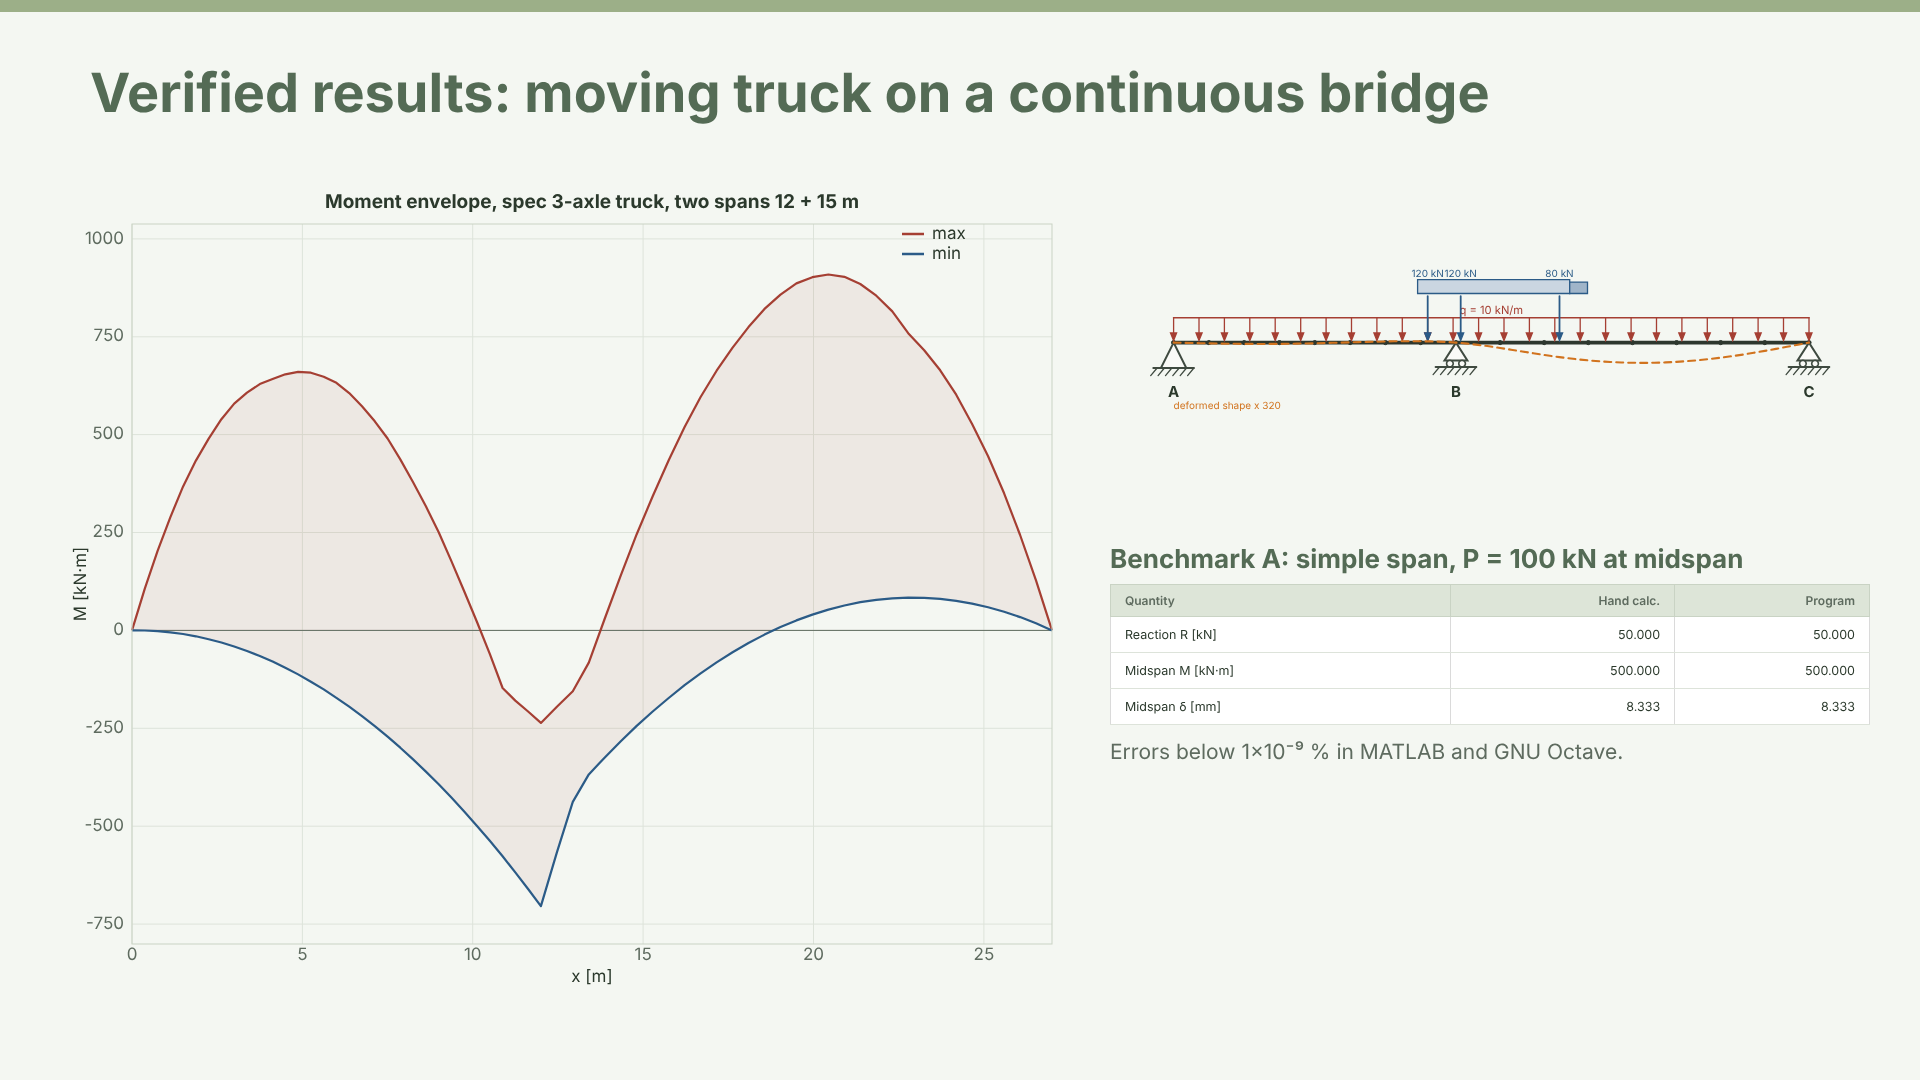 Verified results: moving truck on a continuous bridge
Moment envelope, spec 3-axle truck, two spans 12 + 15 m
max
min
1000
750
500
250
0
-250
-500
-750
M [kN·m]
0 5 10 15 20 25
x [m]
120 kN 120 kN 80 kN
q = 10 kN/m
A B C
deformed shape x 320
Benchmark A: simple span, P = 100 kN at midspan
Quantity Hand calc. Program
Reaction R [kN] 50.000 50.000
Midspan M [kN·m] 500.000 500.000
Midspan δ [mm] 8.333 8.333
Errors below 1×10⁻⁹ % in MATLAB and GNU Octave.